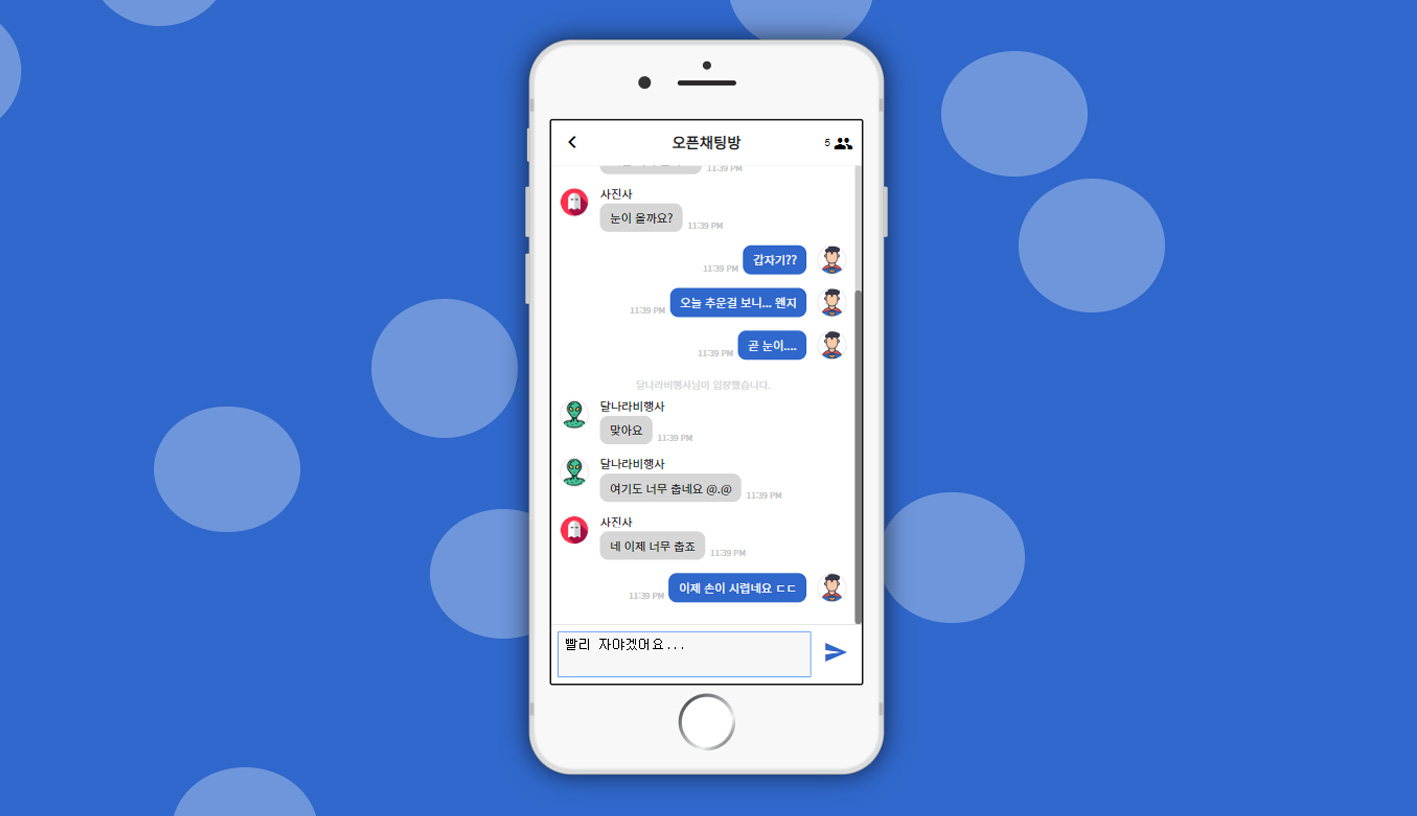 오픈채팅방
5
11:39 PM
사진사
눈이 올까요?
11:39 PM
갑자기??
11:39 PM
오늘 추운걸 보니... 웬지
11:39 PM
곧 눈이....
11:39 PM
달나라비행사님이 입장했습니다.
달나라비행사
맞아요
11:39 PM
달나라비행사
여기도 너무 춥네요 @.@
11:39 PM
사진사
네 이제 너무 춥죠
11:39 PM
이제 손이 시렵네요 ㄷㄷ
11:39 PM
빨리 자야겠어요...